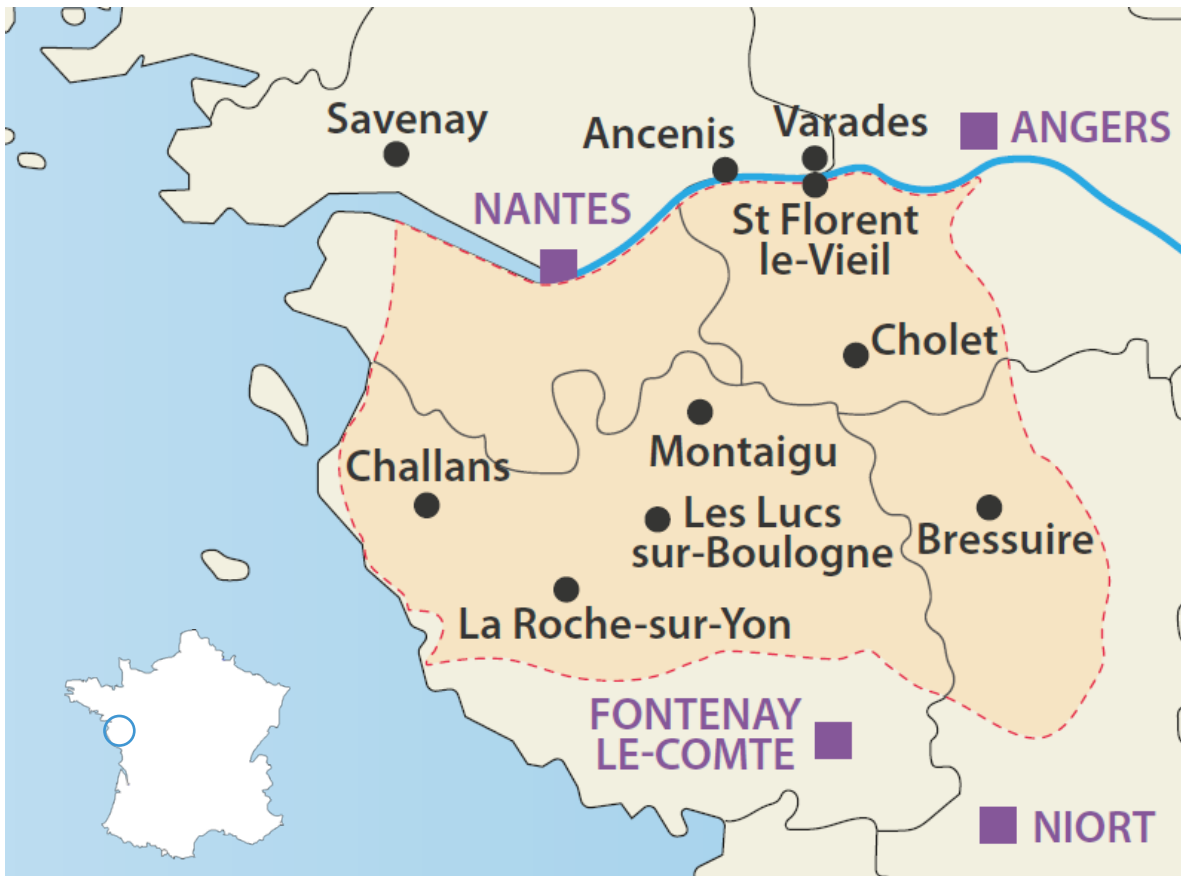 Savenay
Ancenis
Varades
ANGERS
NANTES
St Florent
le-Vieil
Cholet
Montaigu
Challans
Les Lucs
sur-Boulogne
Bressuire
La Roche-sur-Yon
FONTENAY
LE-COMTE
NIORT